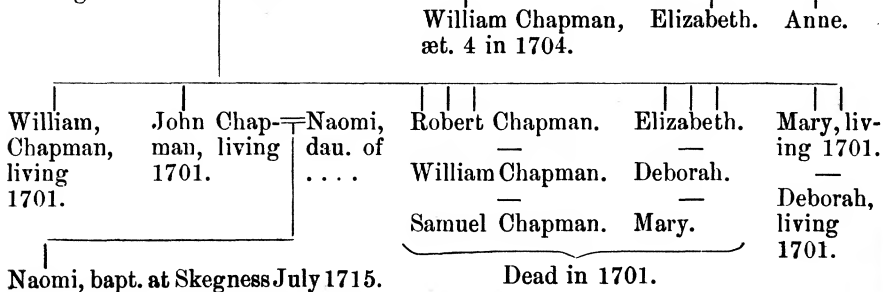 William Chapman, Elizabeth. Anne.
æt. 4 in 1704.
William,
Chapman,
living
1701.
John Chap-
man, living
1701.
Naomi,
dau. of
. . . .
Robert Chapman.
—
William Chapman.
—
Samuel Chapman.
Elizabeth.
—
Deborah.
—
Mary.
Mary, liv-
ing 1701.
—
Deborah,
living
1701.
Naomi, bapt. at Skegness July 1715.
Dead in 1701.